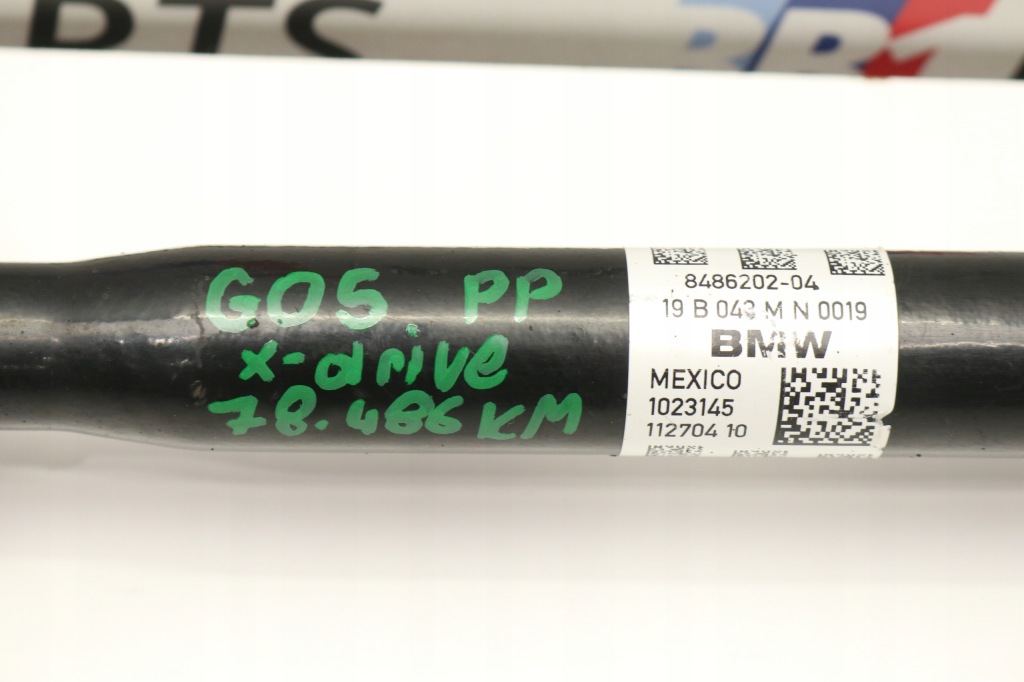 G05 PP
x-drive
78.486 KM
8486202-04
19 B 043 M N 0019
BMW
MEXICO
1023145
112704 10